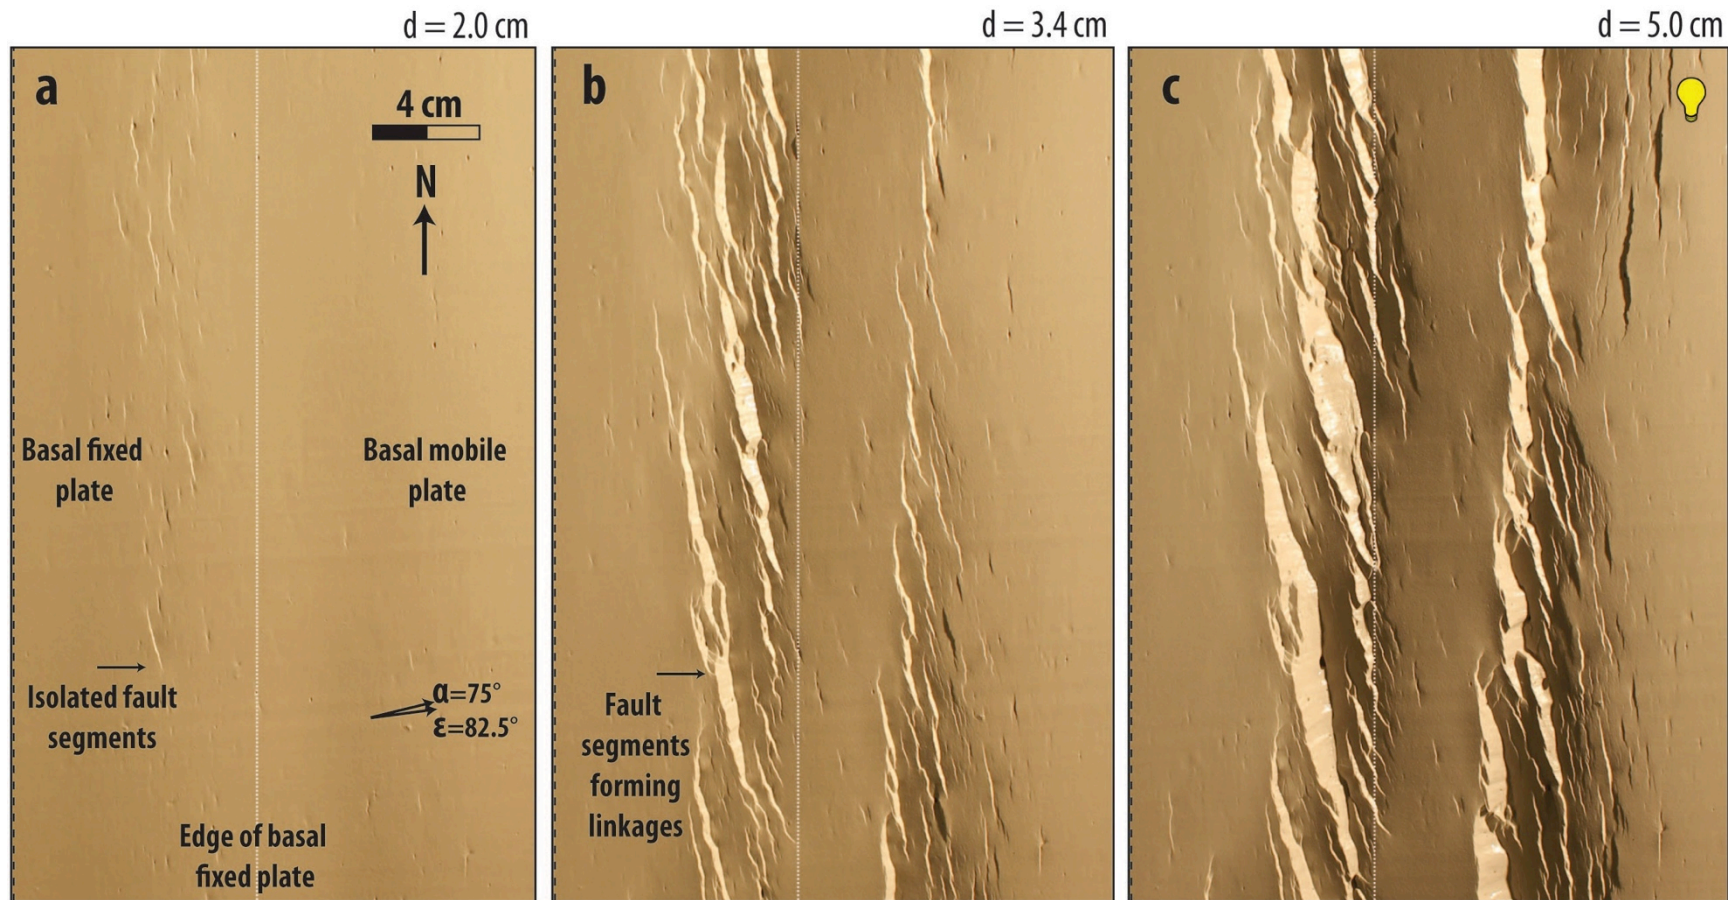 d = 2.0 cm
d = 3.4 cm
d = 5.0 cm
a
b
c
4 cm
N
Basal fixed
plate
Basal mobile
plate
Isolated fault
segments
α=75°
ε=82.5°
Edge of basal
fixed plate
Fault
segments
forming
linkages